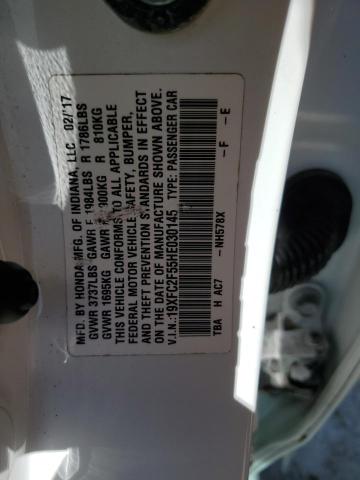 MFD. BY HONDA MFG. OF INDIANA, LLC 02/17
GVWR 3737LBS GAWR F 1984LBS R 1786LBS
GVWR 1695KG GAWR 900KG R 810KG
THIS VEHICLE CONFORMS TO ALL APPLICABLE
FEDERAL MOTOR VEHICLE SAFETY, BUMPER,
AND THEFT PREVENTION STANDARDS IN EFFECT
ON THE DATE OF MANUFACTURE SHOWN ABOVE.
V.I.N.: 19XFC2F55HE030145 TYPE: PASSENGER CAR
-NH578X -F -E
TBA H AC7